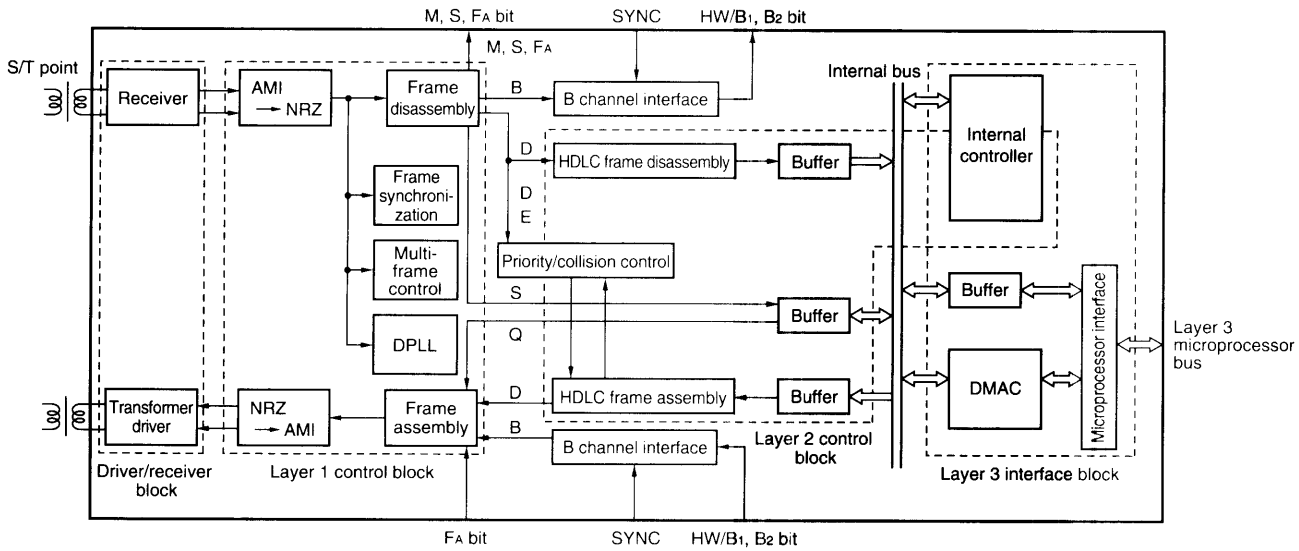 M, S, FA bit
SYNC
HW/B1, B2 bit
M, S, FA
S/T point
Receiver
AMI
→ NRZ
Frame
disassembly
B
B channel interface
Internal bus
Internal
controller
D
HDLC frame disassembly
Buffer
D
E
Frame
synchroni-
zation
Priority/collision control
Multi-
frame
control
S
Buffer
Buffer
Microprocessor interface
Layer 3
microprocessor
bus
Q
DPLL
DMAC
Transformer
driver
NRZ
→ AMI
Frame
assembly
D
HDLC frame assembly
Buffer
B
B channel interface
Layer 2 control
block
Driver/receiver
block
Layer 1 control block
Layer 3 interface block
FA bit
SYNC
HW/B1, B2 bit